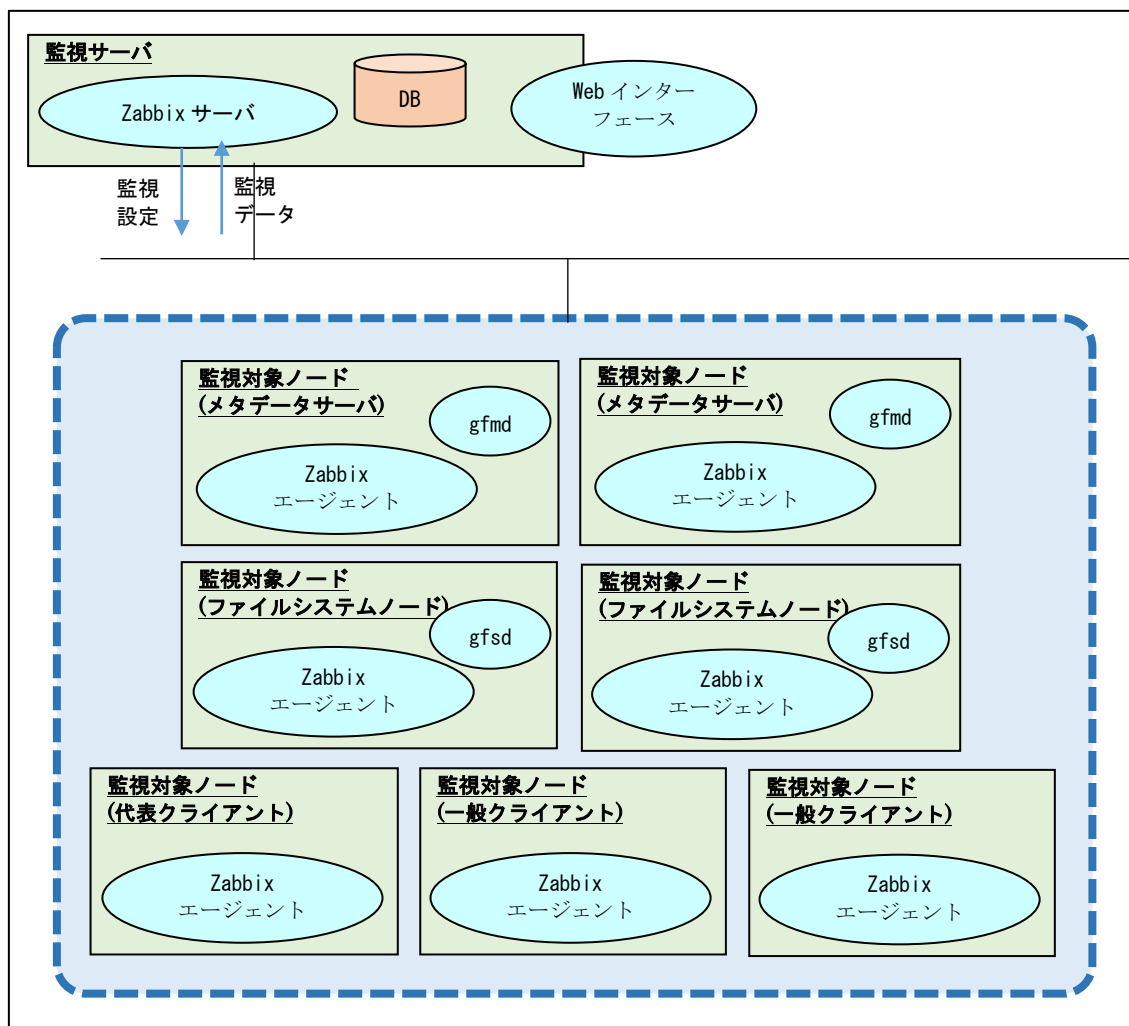 監視サーバ
Zabbix サーバ
DB
Web インター
フェース
監視
設定
監視
データ
監視対象ノード
(メタデータサーバ)
gfmd
Zabbix
エージェント
監視対象ノード
(メタデータサーバ)
gfmd
Zabbix
エージェント
監視対象ノード
(ファイルシステムノード)
gfsd
Zabbix
エージェント
監視対象ノード
(ファイルシステムノード)
gfsd
Zabbix
エージェント
監視対象ノード
(代表クライアント)
Zabbix
エージェント
監視対象ノード
(一般クライアント)
Zabbix
エージェント
監視対象ノード
(一般クライアント)
Zabbix
エージェント